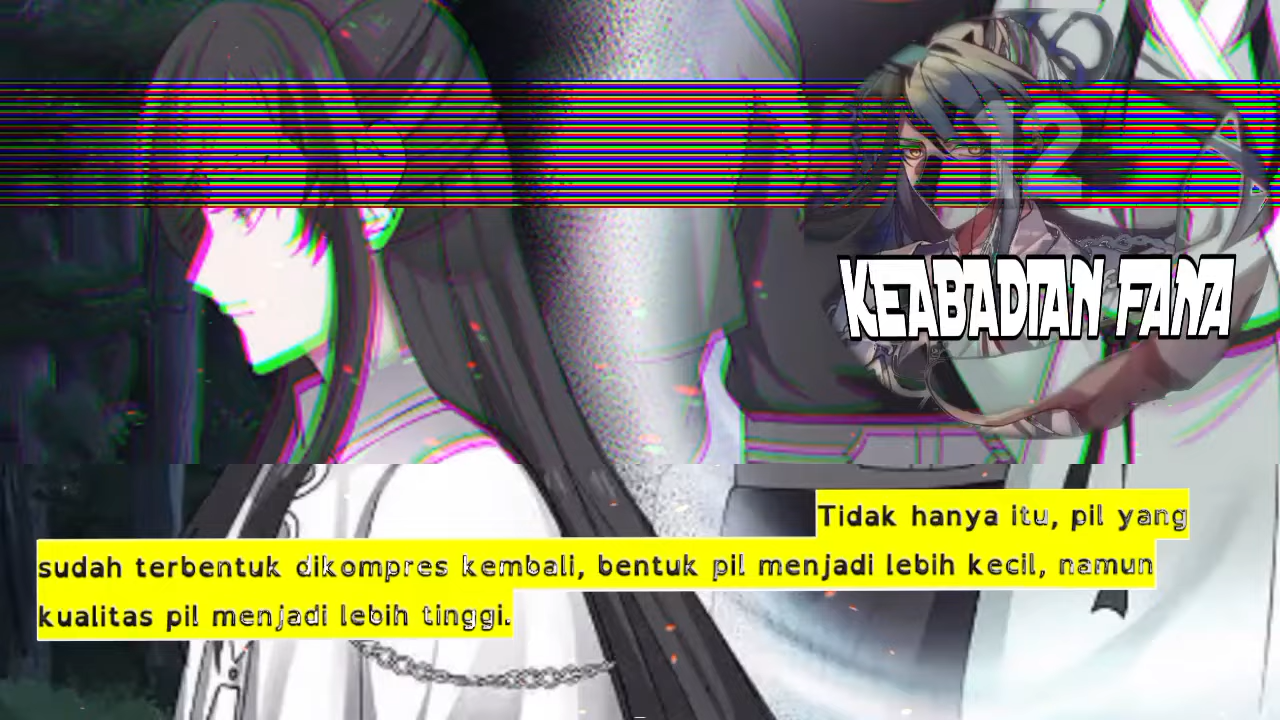 12
KEABADIAN FANA
Tidak hanya itu, pil yang
sudah terbentuk dikompres kembali, bentuk pil menjadi lebih kecil, namun
kualitas pil menjadi lebih tinggi.